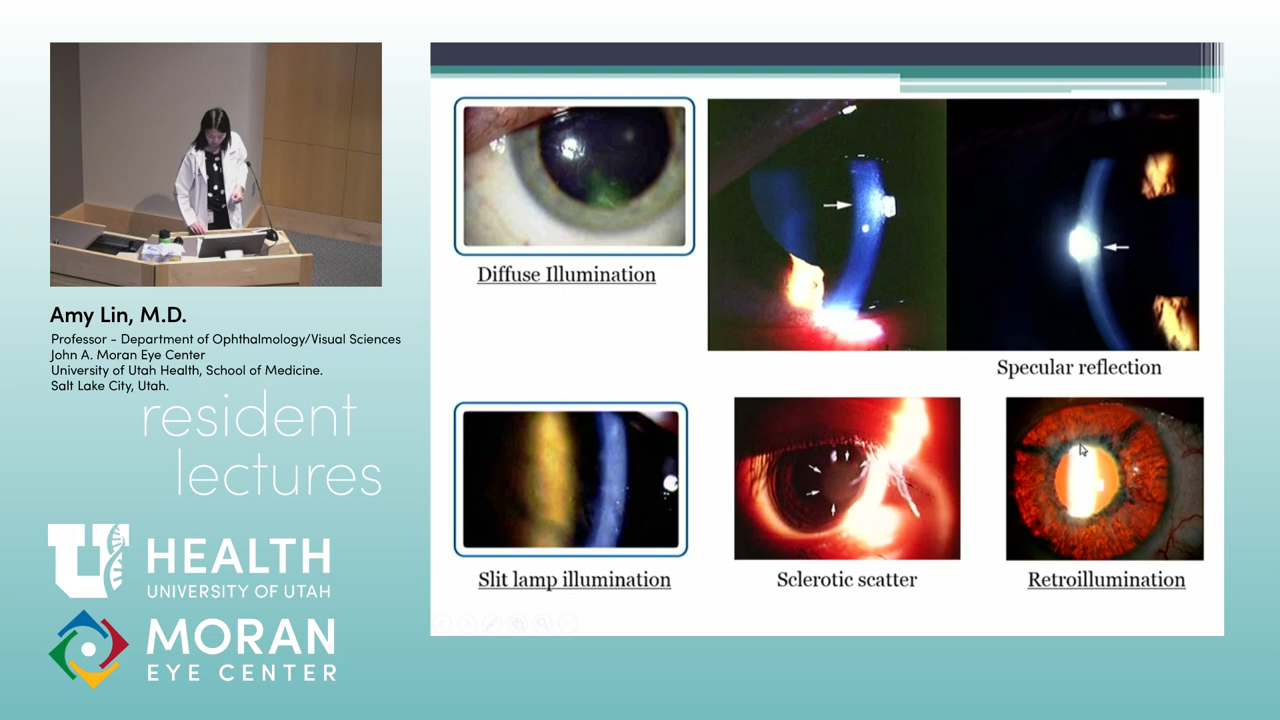 Amy Lin, M.D.
Professor - Department of Ophthalmology/Visual Sciences
John A. Moran Eye Center
University of Utah Health, School of Medicine.
Salt Lake City, Utah.
resident
lectures
U HEALTH
UNIVERSITY OF UTAH
MORAN
EYE CENTER
Diffuse Illumination
Specular reflection
Slit lamp illumination
Sclerotic scatter
Retroillumination